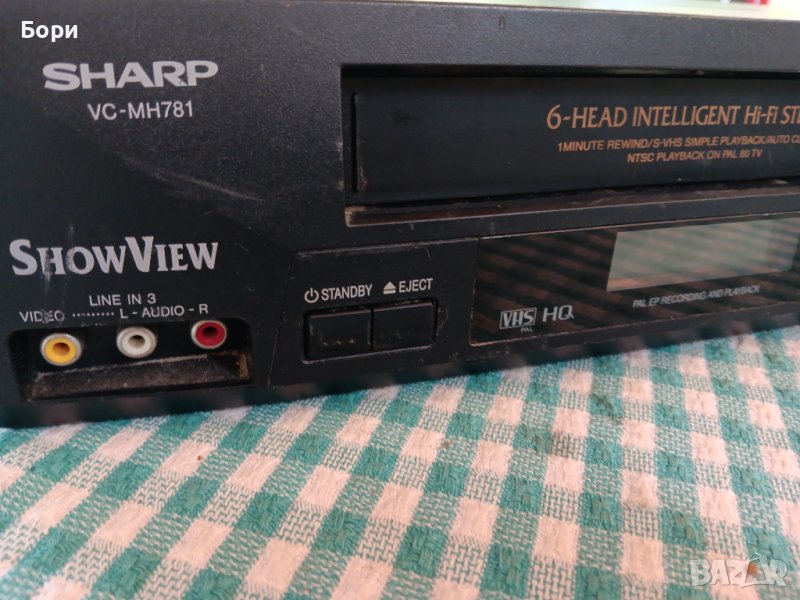 Бори
SHARP
VC-MH781
6-HEAD INTELLIGENT Hi-Fi
1MINUTE REWIND/S-VHS SIMPLE PLAYBACK/AUTO
NTSC PLAYBACK ON PAL 60 TV
SHOWVIEW
LINE IN 3
VIDEO ········ L - AUDIO - R
STANDBY ⏏ EJECT
VHS HQ
PAL
PAL EP RECORDING AND PLAYBACK
BAZAR